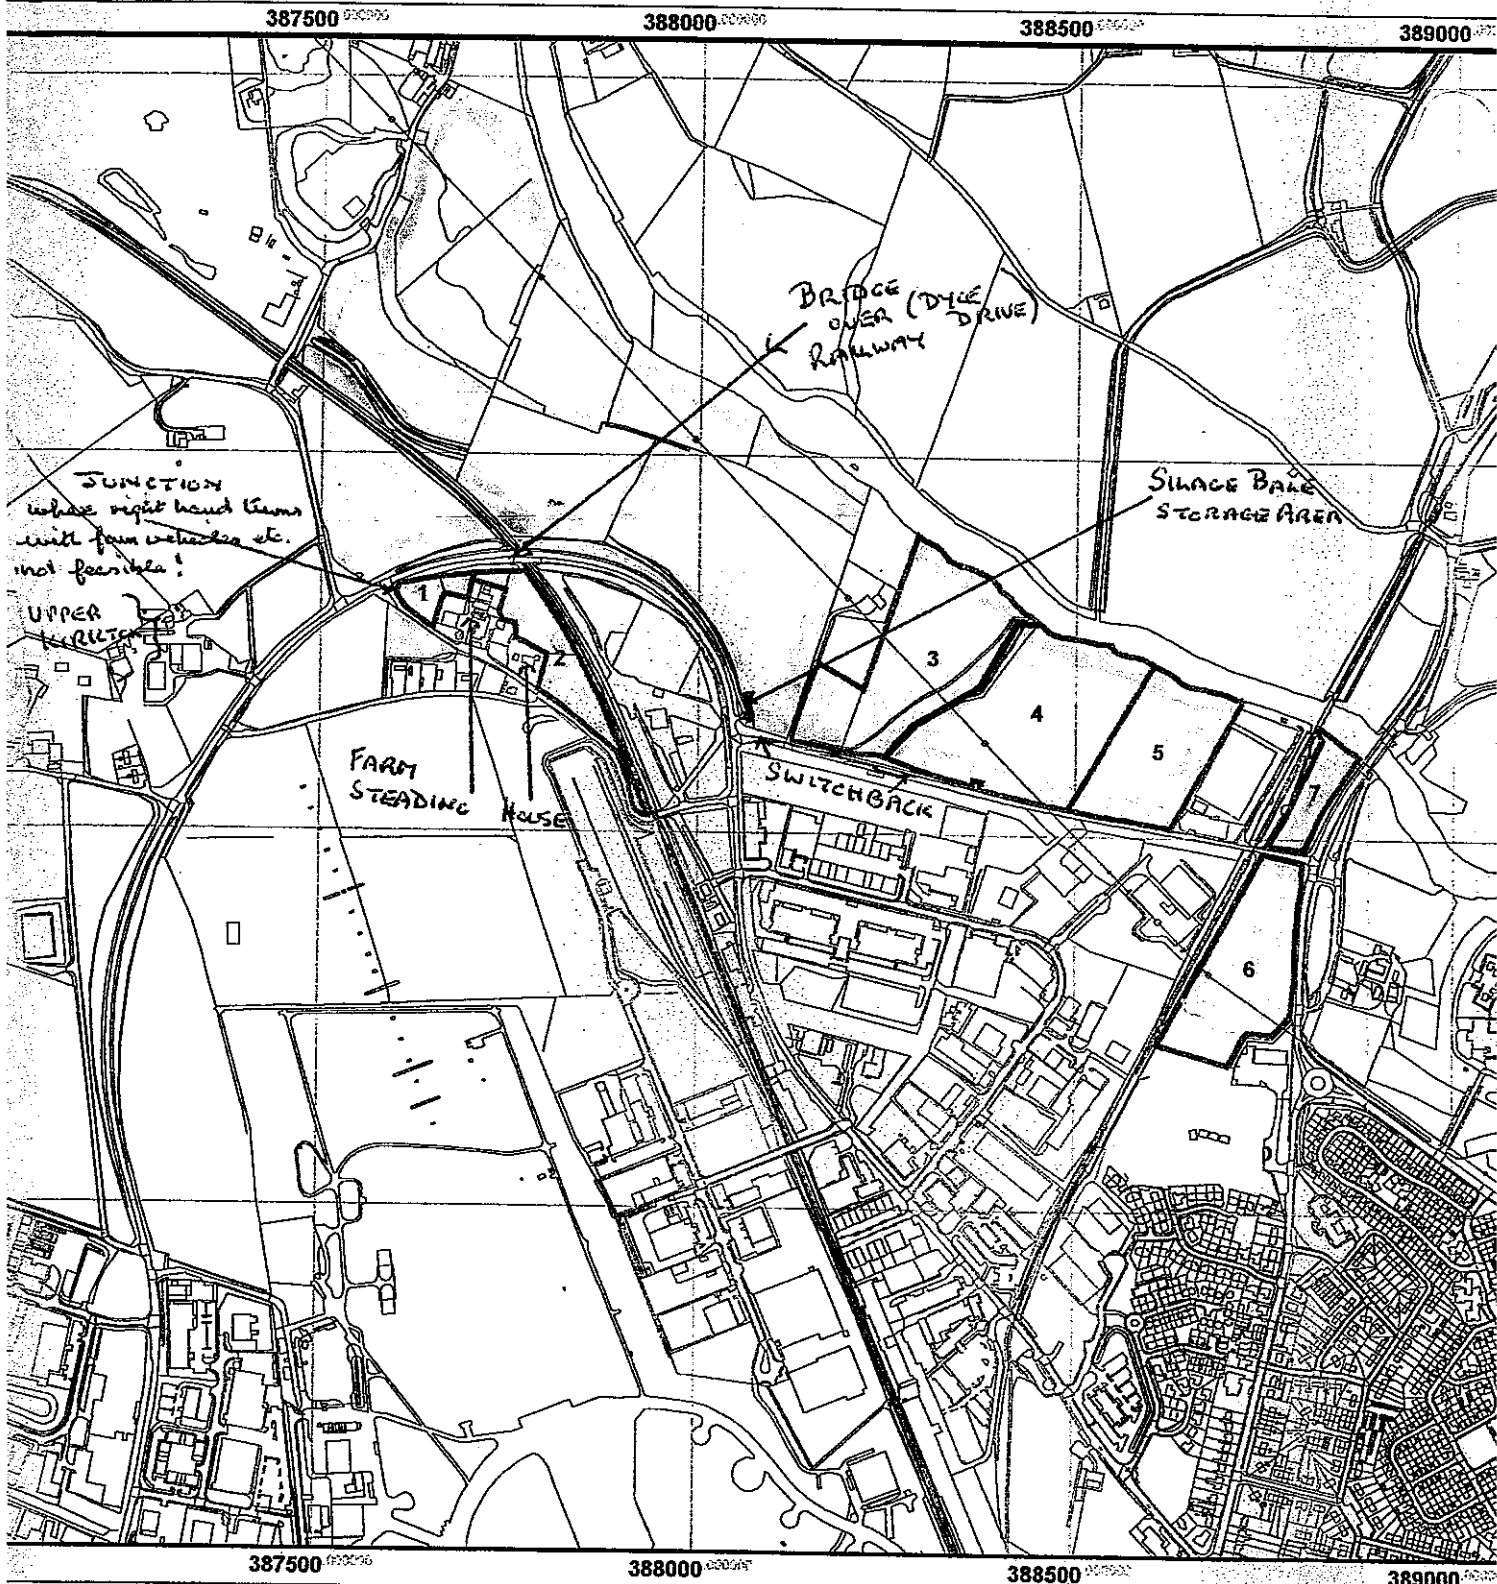 387500
388000
388500
389000
BRIDGE
OVER (DYCE
DRIVE)
RAILWAY
SILAGE BALE
STORAGE AREA
JUNCTION
where right hand turns
with farm vehicles etc.
not feasible!
UPPER
KIRKTON
1
2
3
4
5
7
FARM
STEADING
HOUSE
SWITCHBACK
6
387500
388000
388500
389000